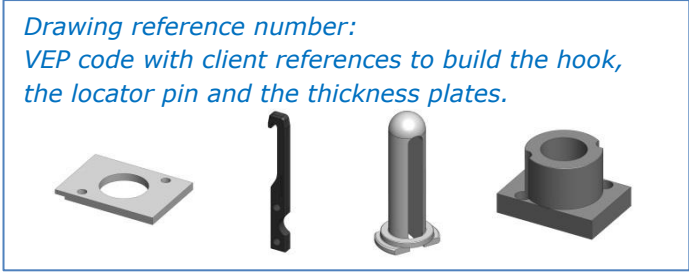 Drawing reference number:
VEP code with client references to build the hook,
the locator pin and the thickness plates.